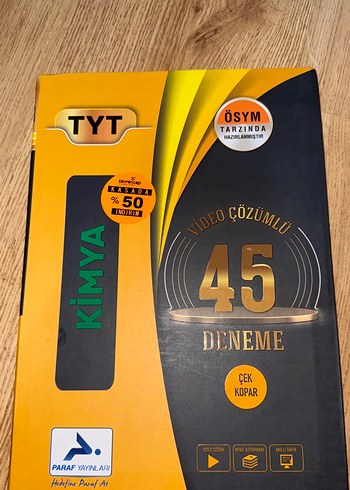 TYT
ÖSYM
TARZINDA
HAZIRLANMIŞTIR
KASADA
% 50
İNDİRİM
KİMYA
VİDEO ÇÖZÜMLÜ
45
DENEME
ÇEK
KOPAR
PARAF YAYINLARI
Hedefine Paraf At